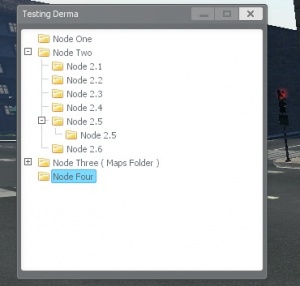 Testing Derma
Node One
Node Two
Node 2.1
Node 2.2
Node 2.3
Node 2.4
Node 2.5
Node 2.5
Node 2.6
Node Three ( Maps Folder )
Node Four